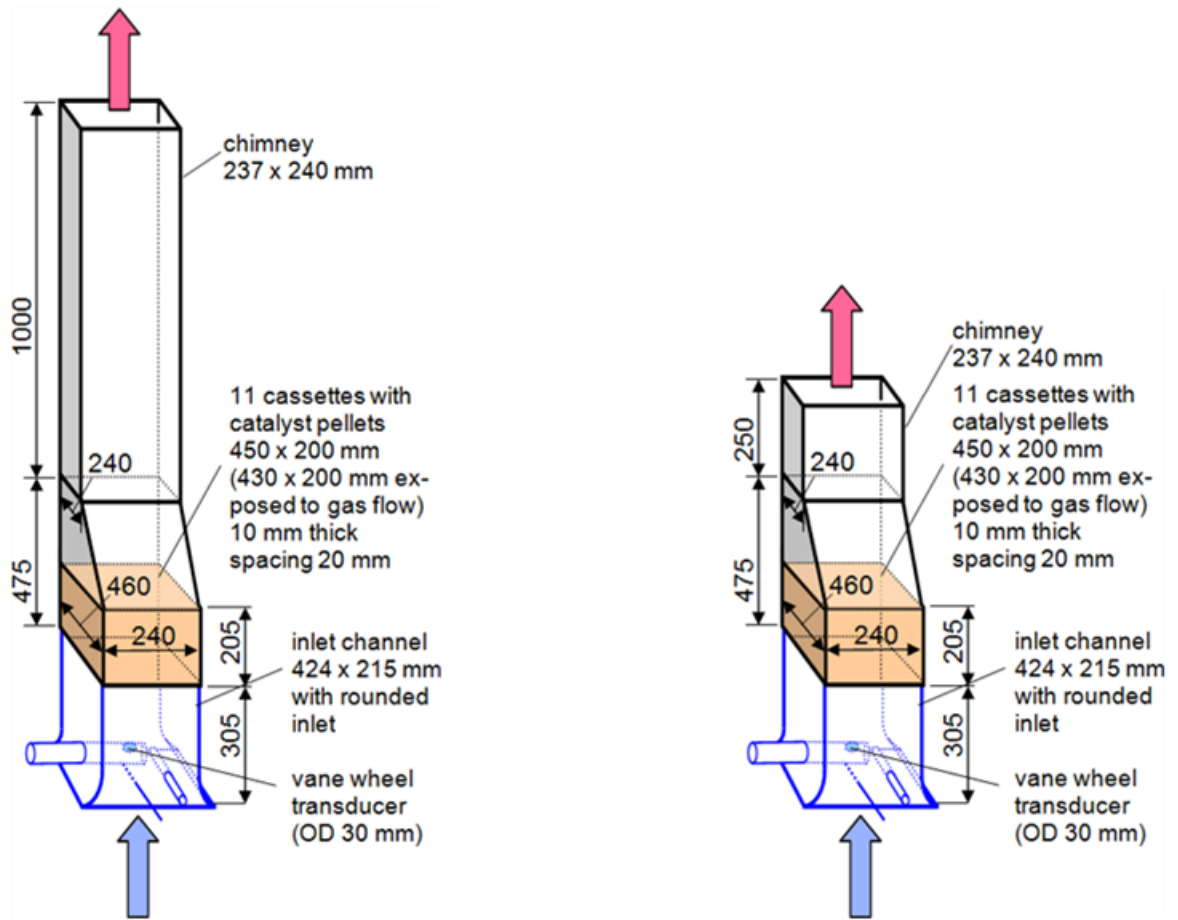 chimney
237 x 240 mm
1000
11 cassettes with
catalyst pellets
450 x 200 mm
(430 x 200 mm ex-
posed to gas flow)
10 mm thick
spacing 20 mm
240
475
460
240
205
inlet channel
424 x 215 mm
with rounded
inlet
305
vane wheel
transducer
(OD 30 mm)
chimney
237 x 240 mm
250
11 cassettes with
catalyst pellets
450 x 200 mm
(430 x 200 mm ex-
posed to gas flow)
10 mm thick
spacing 20 mm
240
475
460
240
205
inlet channel
424 x 215 mm
with rounded
inlet
305
vane wheel
transducer
(OD 30 mm)